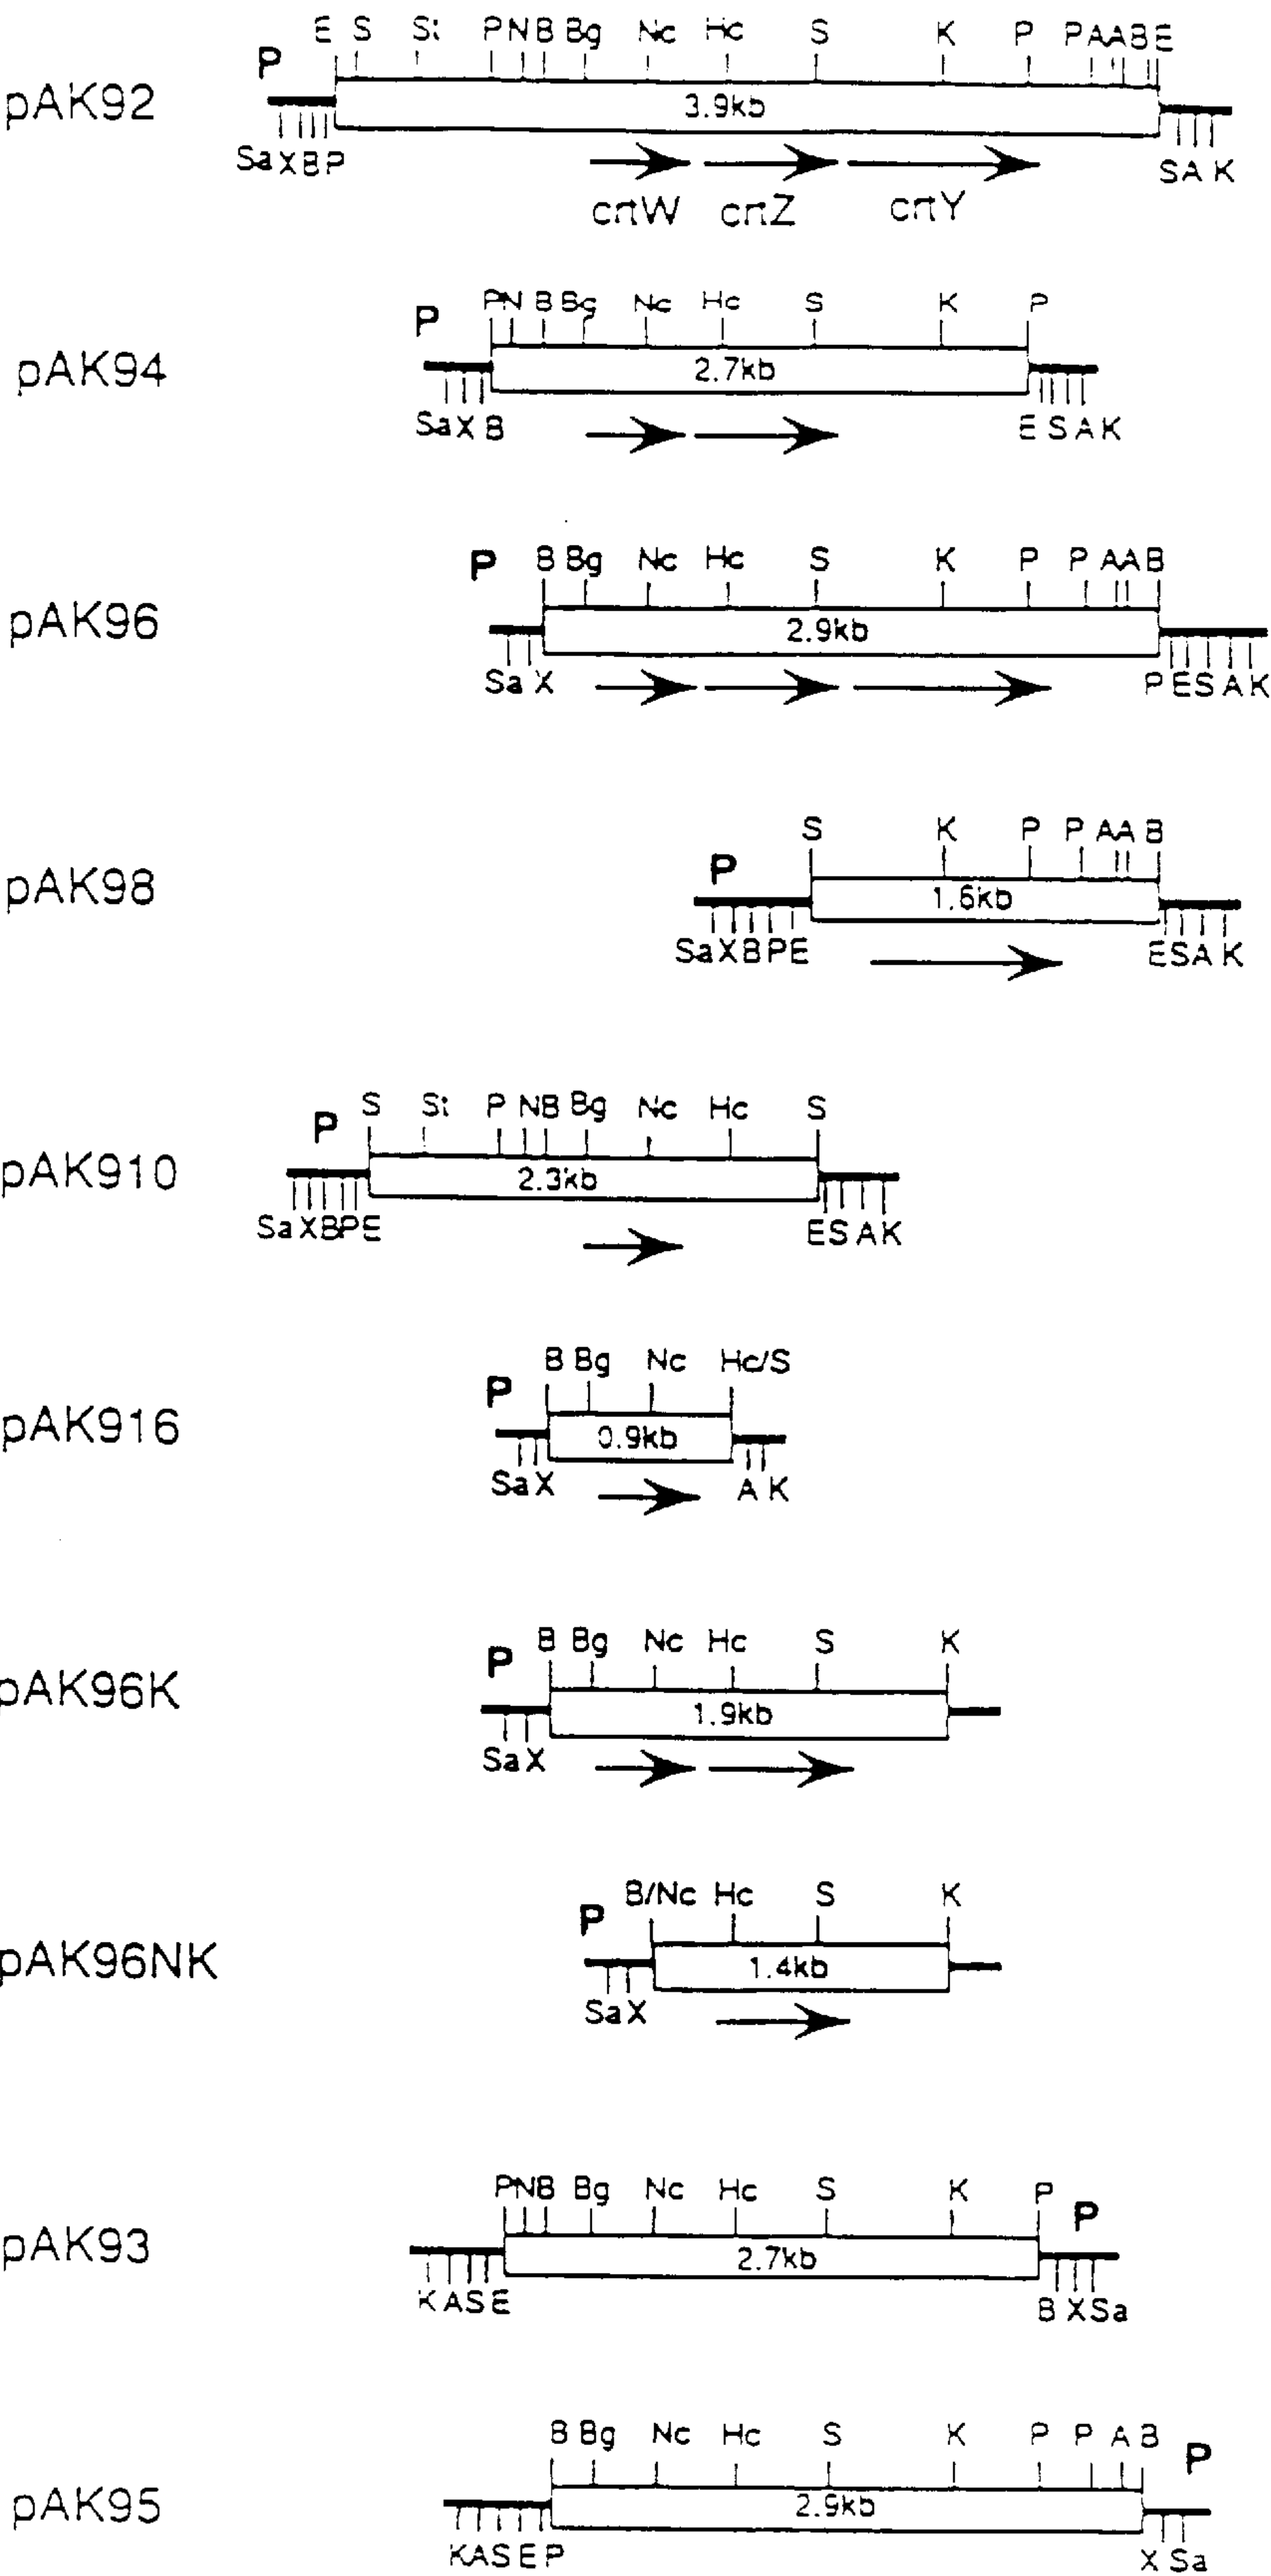 E S St P N B Bg Nc Hc S K P P A A B E
P
pAK92
3.9kb
Sa X B P
S A K
crtW crtZ crtY
P N B Bg Nc Hc S K P
P
pAK94
2.7kb
Sa X B
E S A K
B Bg Nc Hc S K P P A A B
P
pAK96
2.9kb
Sa X
P E S A K
S K P P A A B
P
pAK98
1.6kb
Sa X B P E
E S A K
S St P N B Bg Nc Hc S
P
pAK910
2.3kb
Sa X B P E
E S A K
B Bg Nc Hc/S
P
pAK916
0.9kb
Sa X
A K
B Bg Nc Hc S K
P
pAK96K
1.9kb
Sa X
B/Nc Hc S K
P
pAK96NK
1.4kb
Sa X
P N B Bg Nc Hc S K P
P
pAK93
2.7kb
K A S E
B X Sa
B Bg Nc Hc S K P P A B
P
pAK95
2.9kb
K A S E P
X Sa